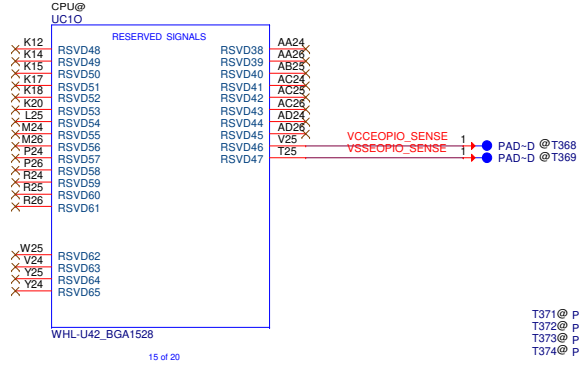 CPU@
UC1O
RESERVED SIGNALS
K12 RSVD48 RSVD38 AA24
K14 RSVD49 RSVD39 AA26
K15 RSVD50 RSVD40 AB25
K17 RSVD51 RSVD41 AC24
K18 RSVD52 RSVD42 AC25
K20 RSVD53 RSVD43 AC26
L25 RSVD54 RSVD44 AD24
M24 RSVD55 RSVD45 AD26
M26 RSVD56 RSVD46 V25 VCCEOPIO_SENSE 1 PAD~D @T368
P24 RSVD57 RSVD47 T25 VSSEOPIO_SENSE 1 PAD~D @T369
P26 RSVD58
R24 RSVD59
R25 RSVD60
R26 RSVD61
W25 RSVD62
V24 RSVD63
Y25 RSVD64
Y24 RSVD65
T371@ P
T372@ P
T373@ P
T374@ P
WHL-U42_BGA1528
15 of 20